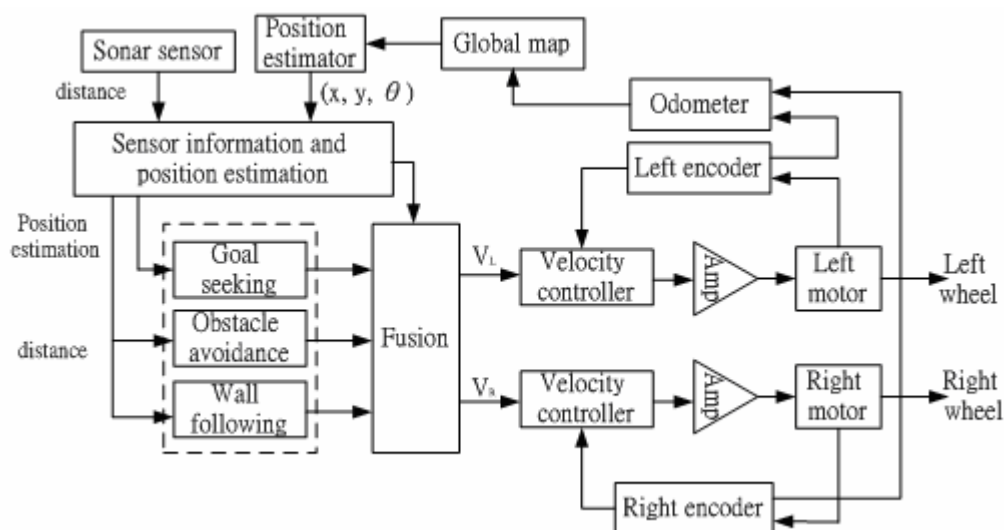 Sonar sensor
Position
estimator
Global map
distance
(x, y, θ)
Odometer
Sensor information and
position estimation
Left encoder
Position
estimation
Goal
seeking
V_L
Velocity
controller
Amp
Left
motor
Left
wheel
Obstacle
avoidance
Fusion
distance
Wall
following
V_R
Velocity
controller
Amp
Right
motor
Right
wheel
Right encoder